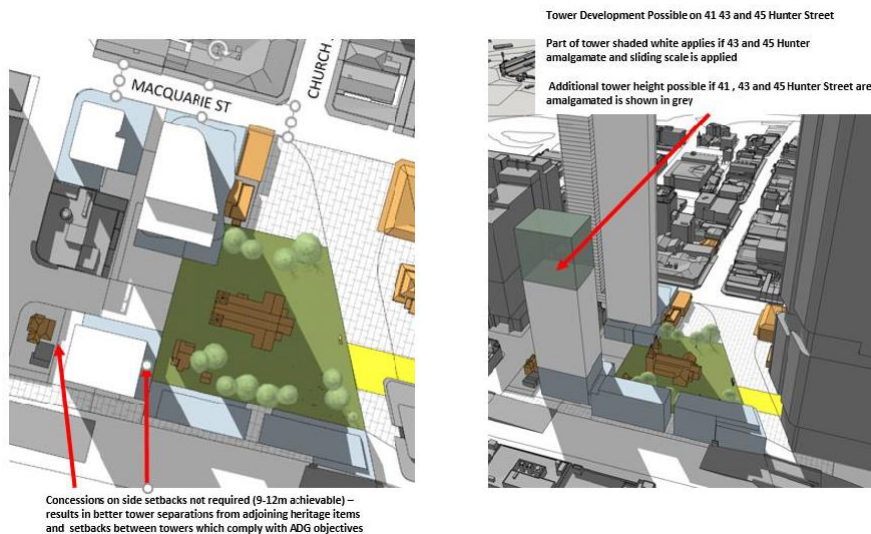 Tower Development Possible on 41 43 and 45 Hunter Street
Part of tower shaded white applies if 43 and 45 Hunter
amalgamate and sliding scale is applied
Additional tower height possible if 41 , 43 and 45 Hunter Street are
amalgamated is shown in grey
MACQUARIE ST
CHURCH
Concessions on side setbacks not required (9-12m achievable) –
results in better tower separations from adjoining heritage items
and setbacks between towers which comply with ADG objectives